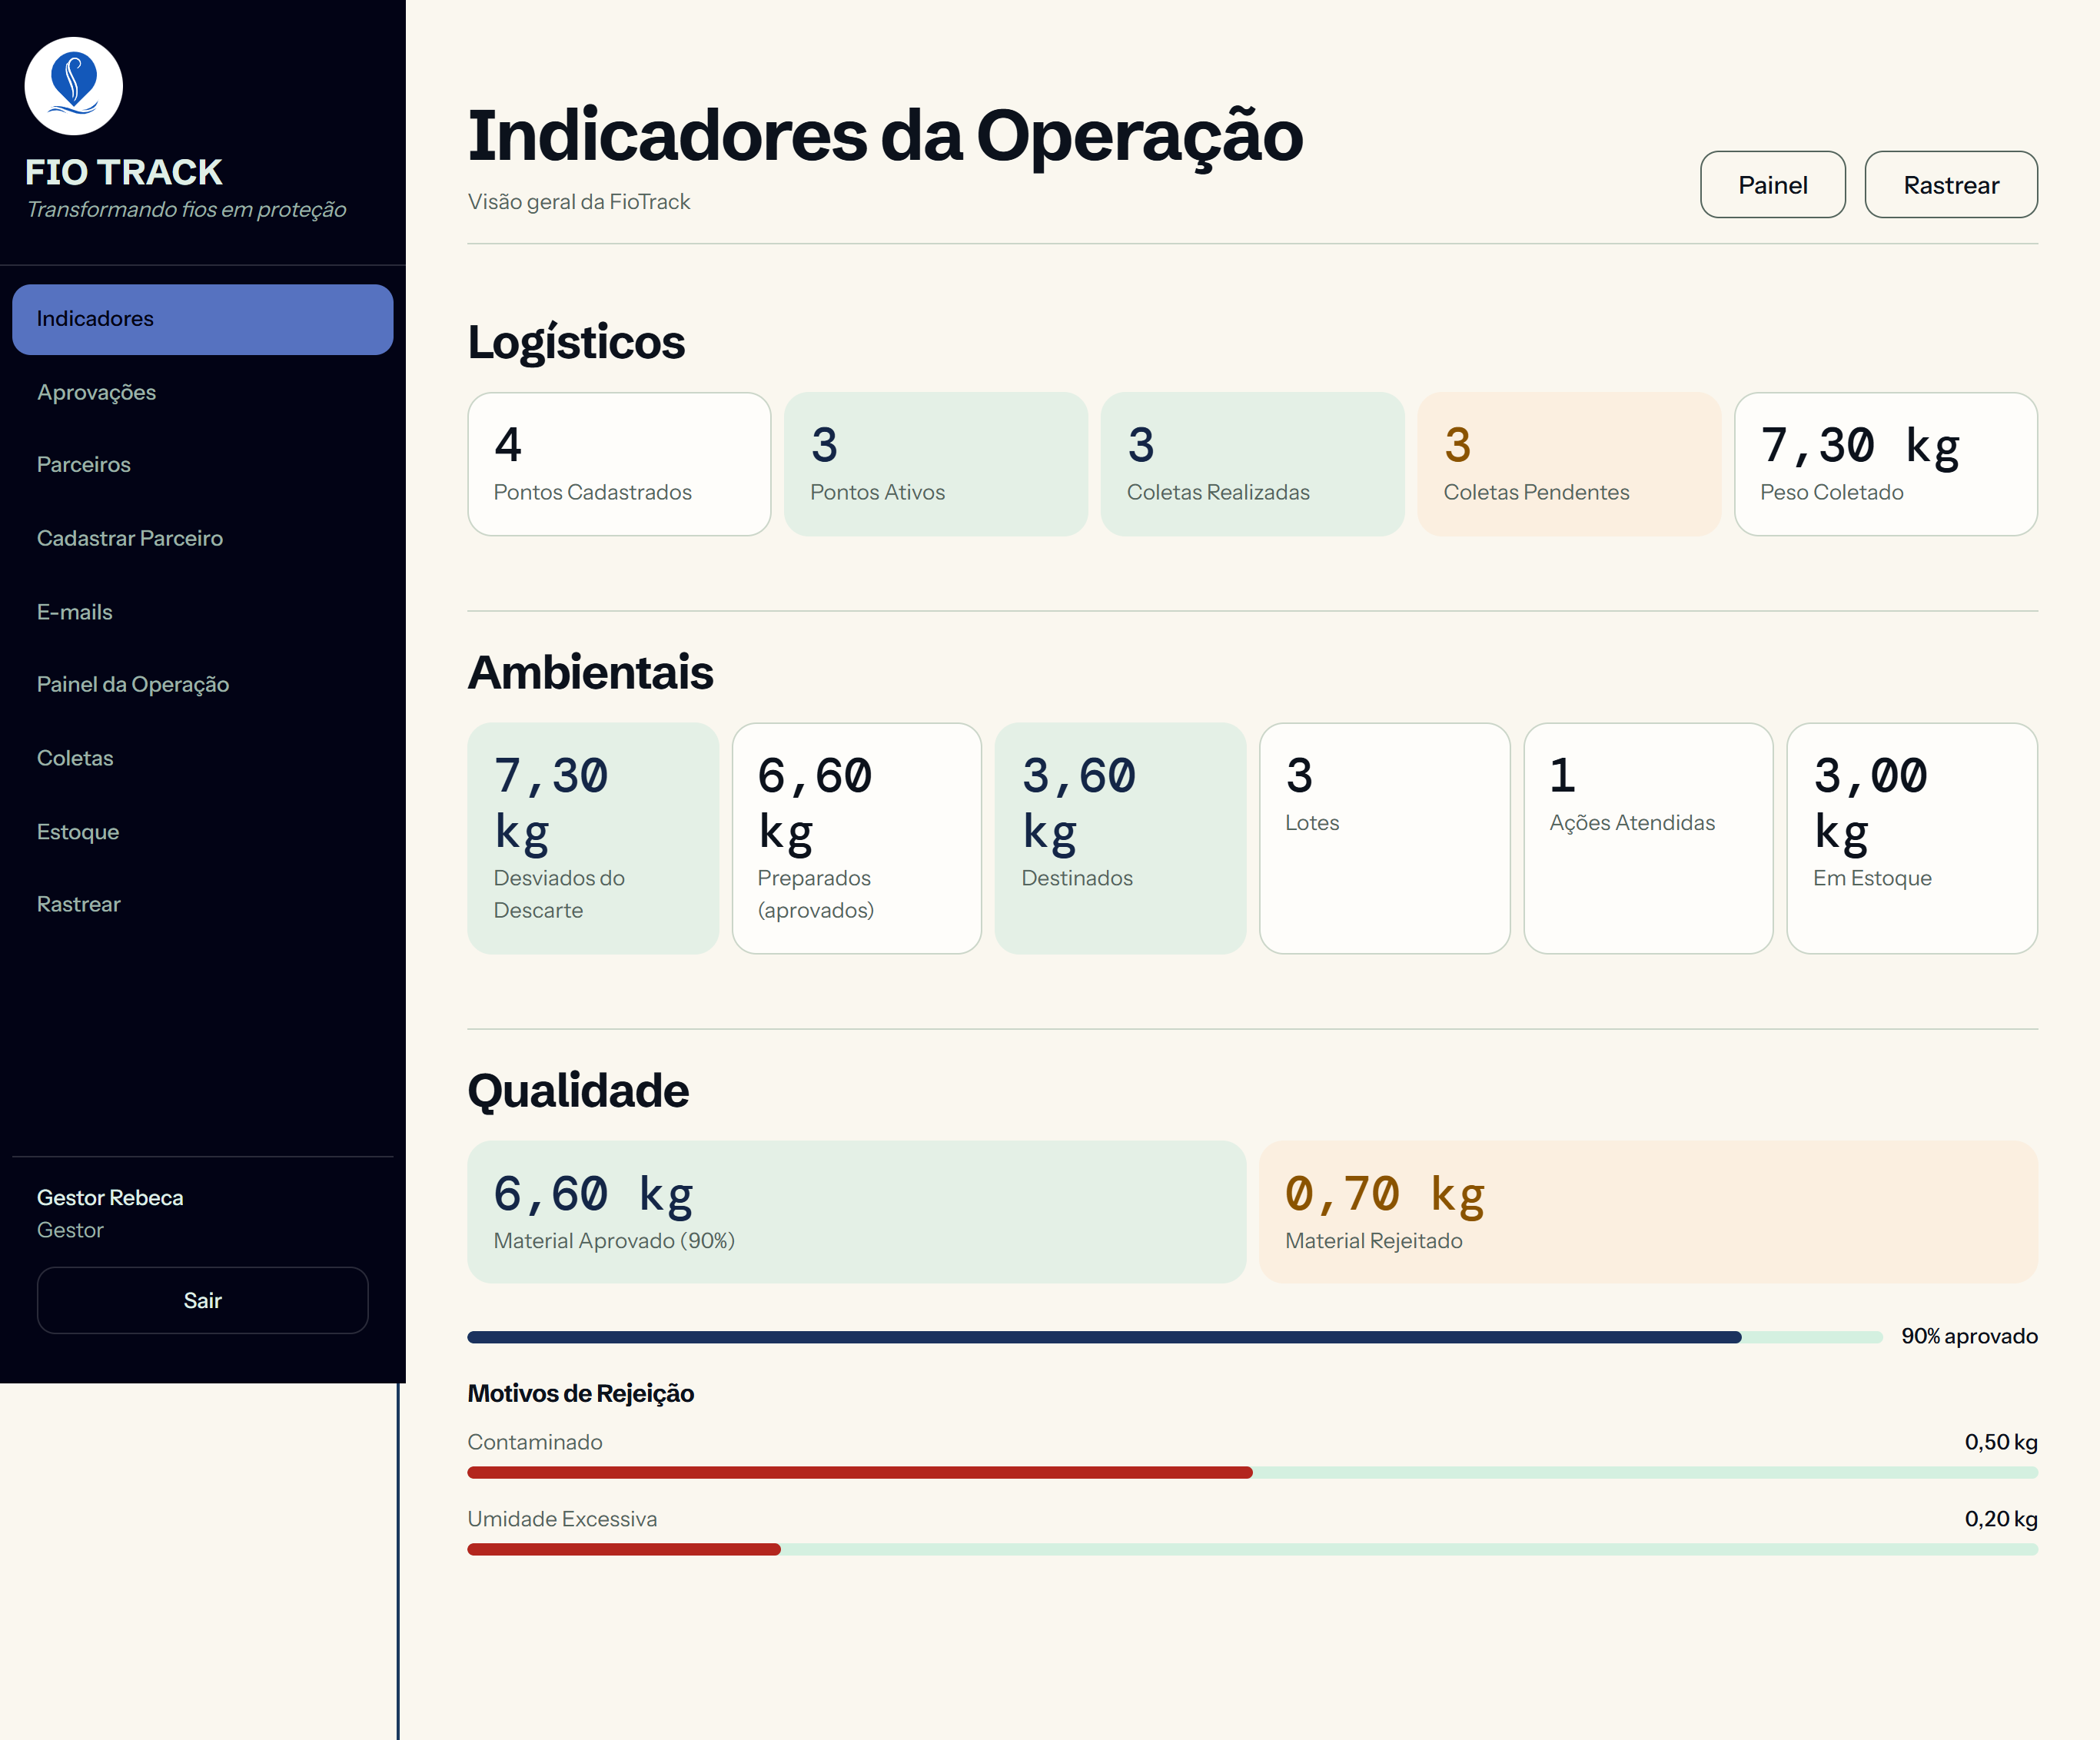 FIO TRACK
Transformando fios em proteção
Indicadores
Aprovações
Parceiros
Cadastrar Parceiro
E-mails
Painel da Operação
Coletas
Estoque
Rastrear
Gestor Rebeca
Gestor
Sair
Indicadores da Operação
Visão geral da FioTrack
Painel
Rastrear
Logísticos
4
Pontos Cadastrados
3
Pontos Ativos
3
Coletas Realizadas
3
Coletas Pendentes
7,30 kg
Peso Coletado
Ambientais
7,30
kg
Desviados do
Descarte
6,60
kg
Preparados
(aprovados)
3,60
kg
Destinados
3
Lotes
1
Ações Atendidas
3,00
kg
Em Estoque
Qualidade
6,60 kg
Material Aprovado (90%)
0,70 kg
Material Rejeitado
90% aprovado
Motivos de Rejeição
Contaminado
0,50 kg
Umidade Excessiva
0,20 kg